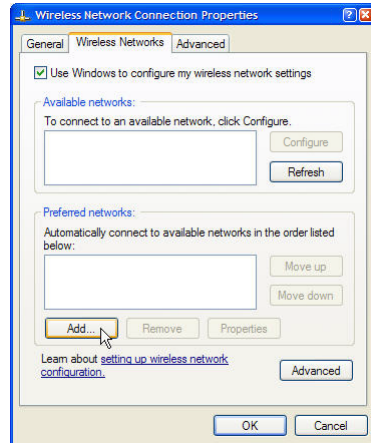 Wireless Network Connection Properties
General Wireless Networks Advanced
Use Windows to configure my wireless network settings
Available networks:
To connect to an available network, click Configure.
Configure
Refresh
Preferred networks:
Automatically connect to available networks in the order listed
below:
Move up
Move down
Add... Remove Properties
Learn about setting up wireless network
configuration.
Advanced
OK Cancel